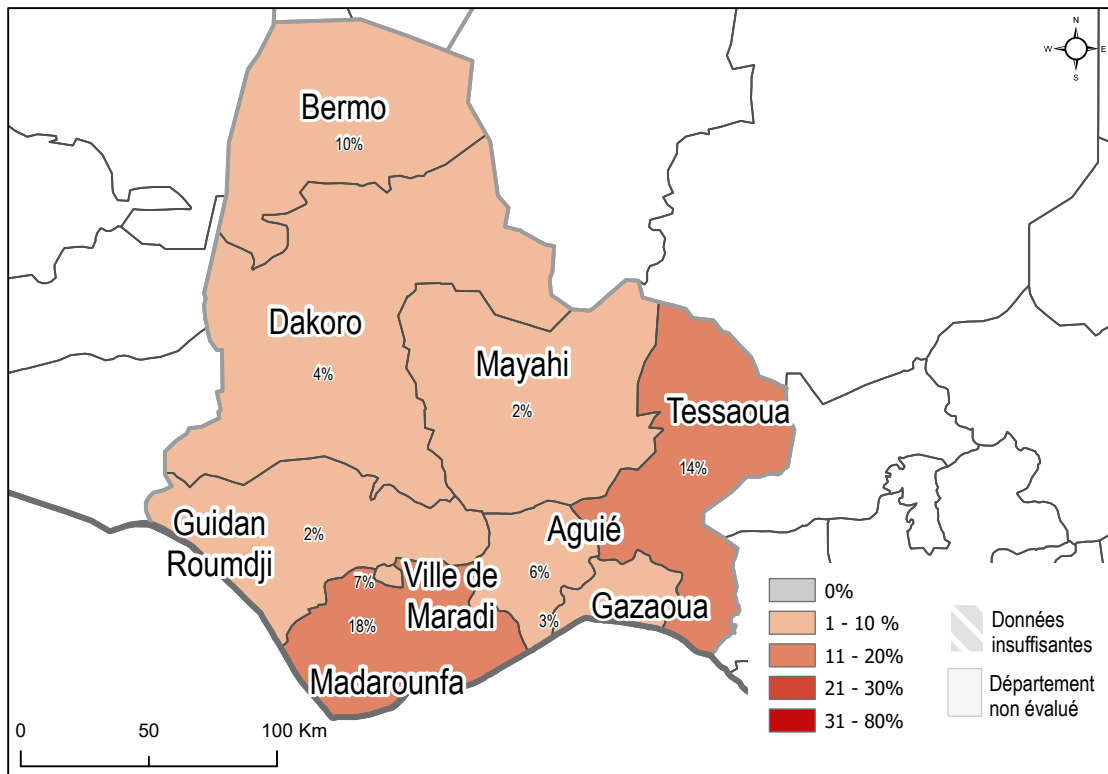 N
W E
S
Bermo
10%
Dakoro
4%
Mayahi
2%
Tessaoua
14%
Guidan
Roumdji
2%
Aguié
6%
7%
Ville de
Maradi
18%
3%
Gazaoua
Madarounfa
0%
1 - 10 %
11 - 20%
21 - 30%
31 - 80%
Données
insuffisantes
Département
non évalué
0 50 100 Km